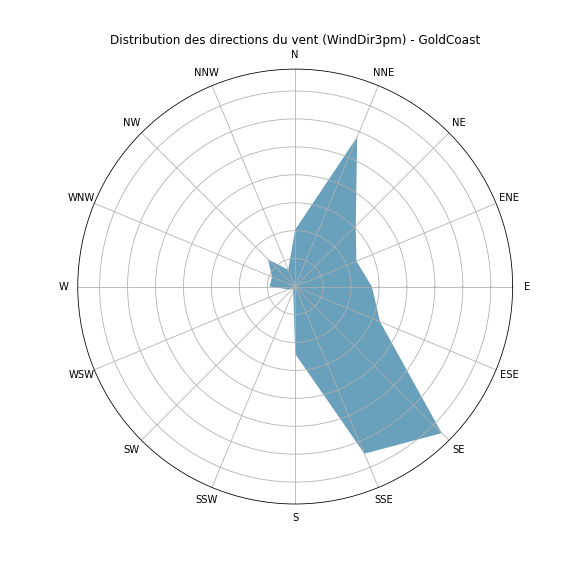 Distribution des directions du vent (WindDir3pm) - GoldCoast
N
NNW
NNE
NW
NE
WNW
ENE
W
E
WSW
ESE
SW
SE
SSW
SSE
S